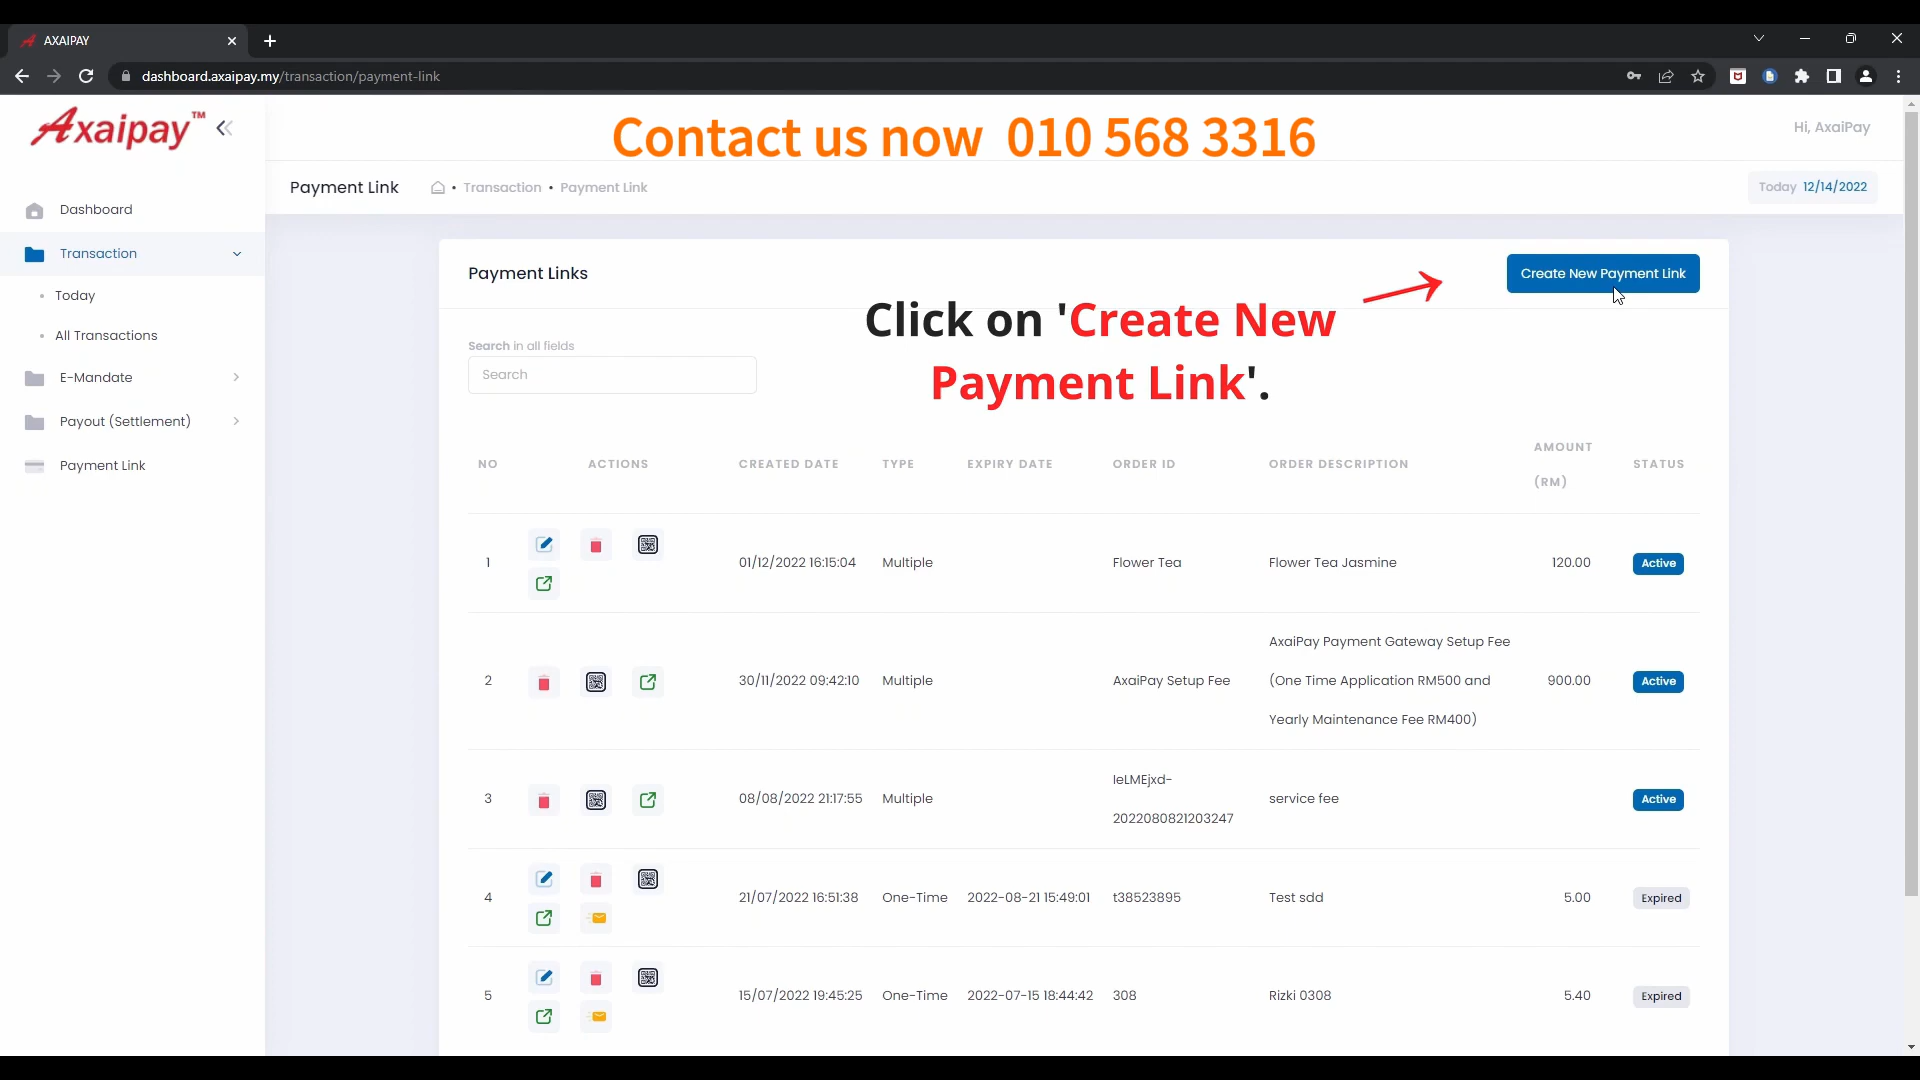 AXAIPAY
dashboard.axaipay.my/transaction/payment-link
Axaipay™
Contact us now 010 568 3316
Hi, AxaiPay
Payment Link
• Transaction • Payment Link
Today 12/14/2022
Dashboard
Transaction
Today
All Transactions
E-Mandate
Payout (Settlement)
Payment Link
Payment Links
Create New Payment Link
Click on 'Create New
Payment Link'.
Search in all fields
Search
NO ACTIONS CREATED DATE TYPE EXPIRY DATE ORDER ID ORDER DESCRIPTION AMOUNT STATUS
(RM)
1 01/12/2022 16:15:04 Multiple Flower Tea Flower Tea Jasmine 120.00 Active
AxaiPay Payment Gateway Setup Fee
2 30/11/2022 09:42:10 Multiple AxaiPay Setup Fee (One Time Application RM500 and 900.00 Active
Yearly Maintenance Fee RM400)
IeLMEjxd-
3 08/08/2022 21:17:55 Multiple service fee Active
2022080821203247
4 21/07/2022 16:51:38 One-Time 2022-08-21 15:49:01 t38523895 Test sdd 5.00 Expired
5 15/07/2022 19:45:25 One-Time 2022-07-15 18:44:42 308 Rizki 0308 5.40 Expired